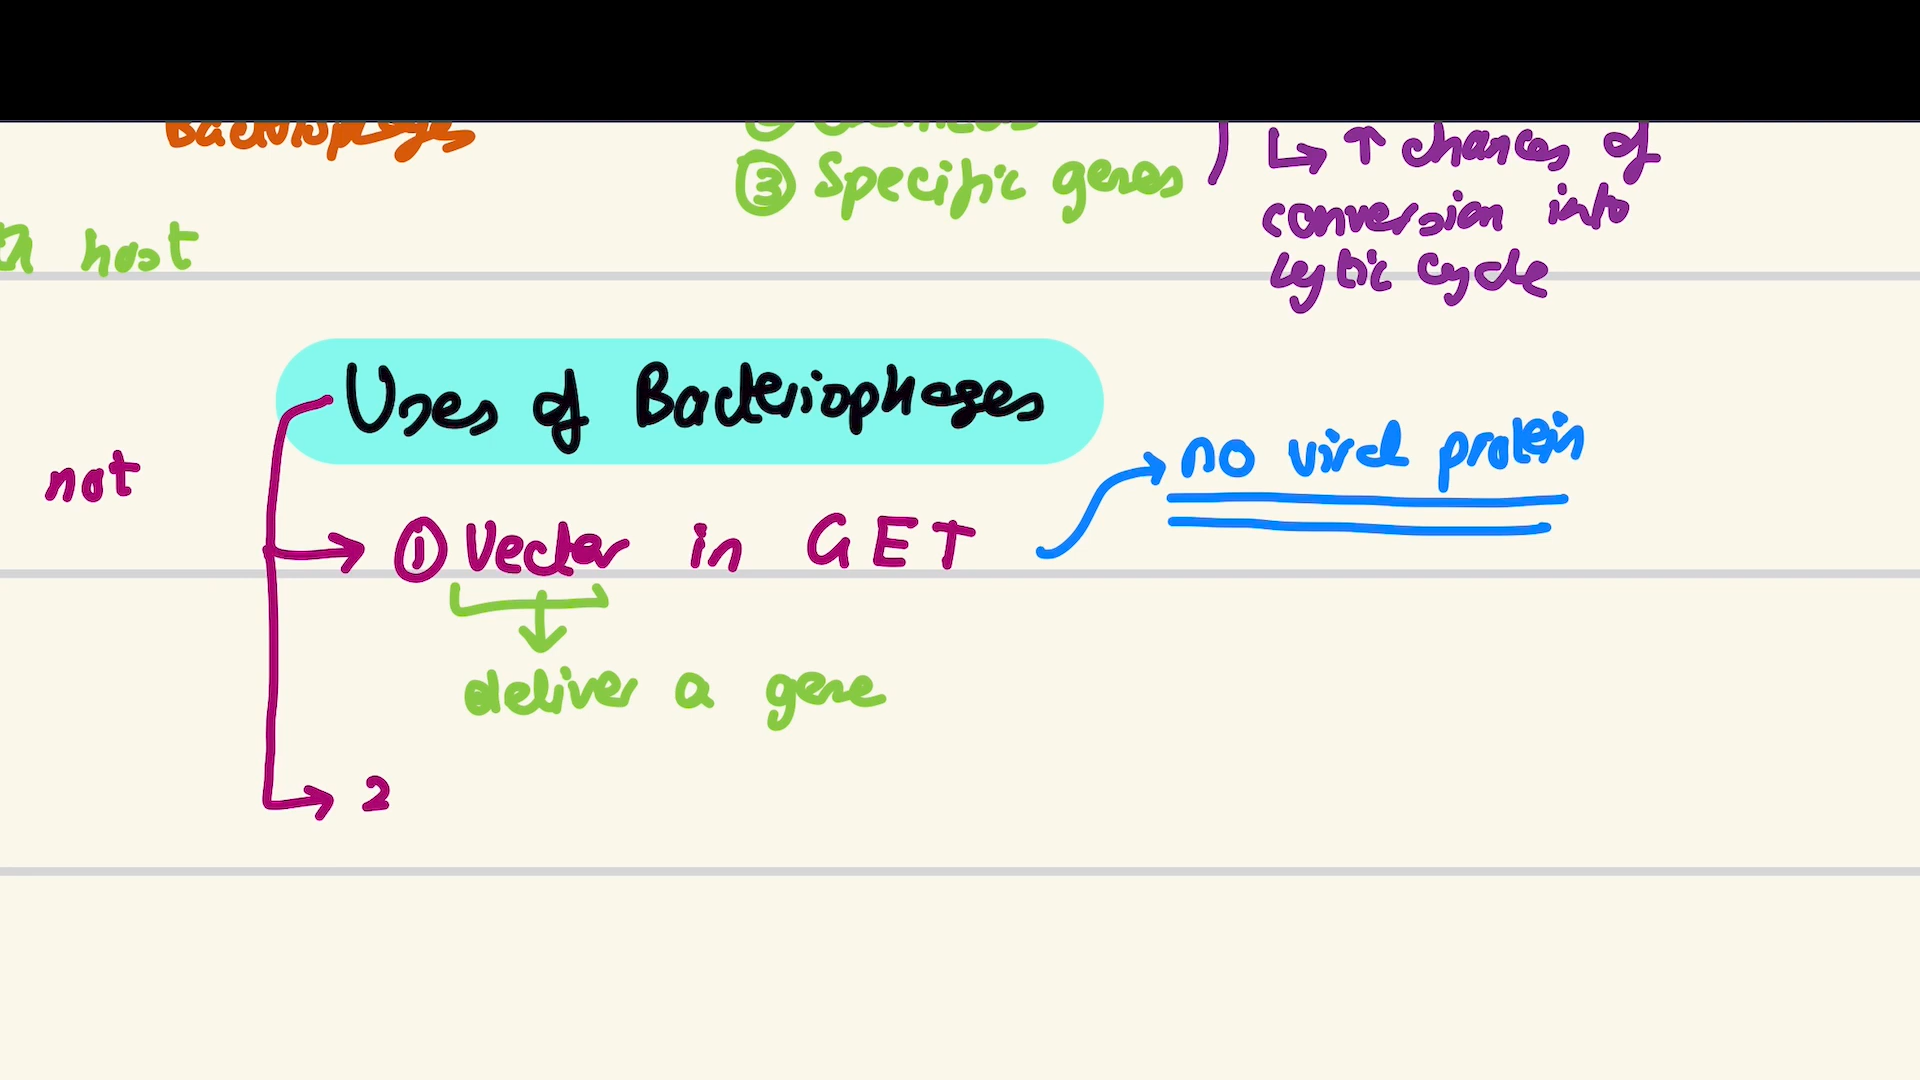 Bacteriophages
③ Specific genes
↳ ↑ chances of
conversion into
lytic cycle
host
Uses of Bacteriophages
not
→ ① Vector in GET
→ no viral protein
deliver a gene
→ 2